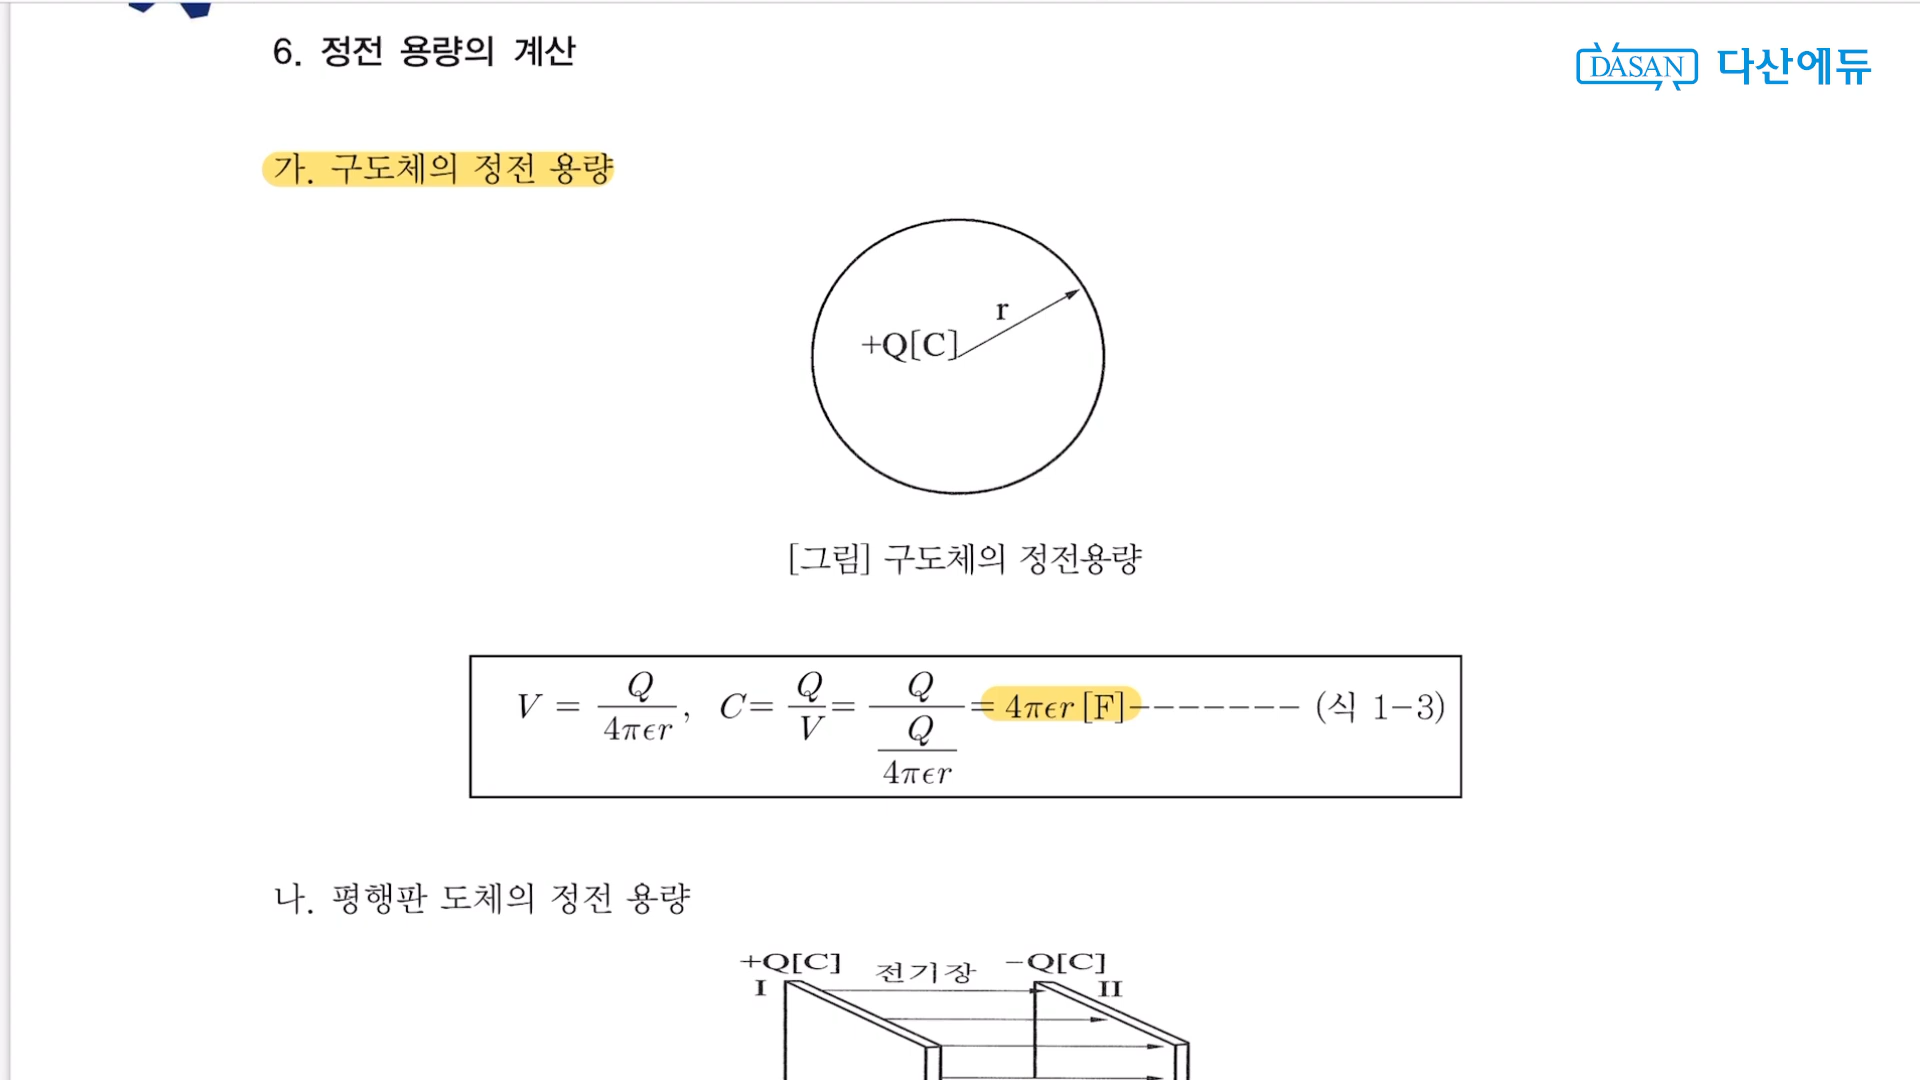 6. 정전 용량의 계산
DASAN 다산에듀
가. 구도체의 정전 용량
r
+Q[C]
[그림] 구도체의 정전용량
V = Q/4πϵr, C = Q/V = Q/(Q/4πϵr) = 4πϵr [F] ------- (식 1-3)
나. 평행판 도체의 정전 용량
+Q[C] 전기장 -Q[C]
I II